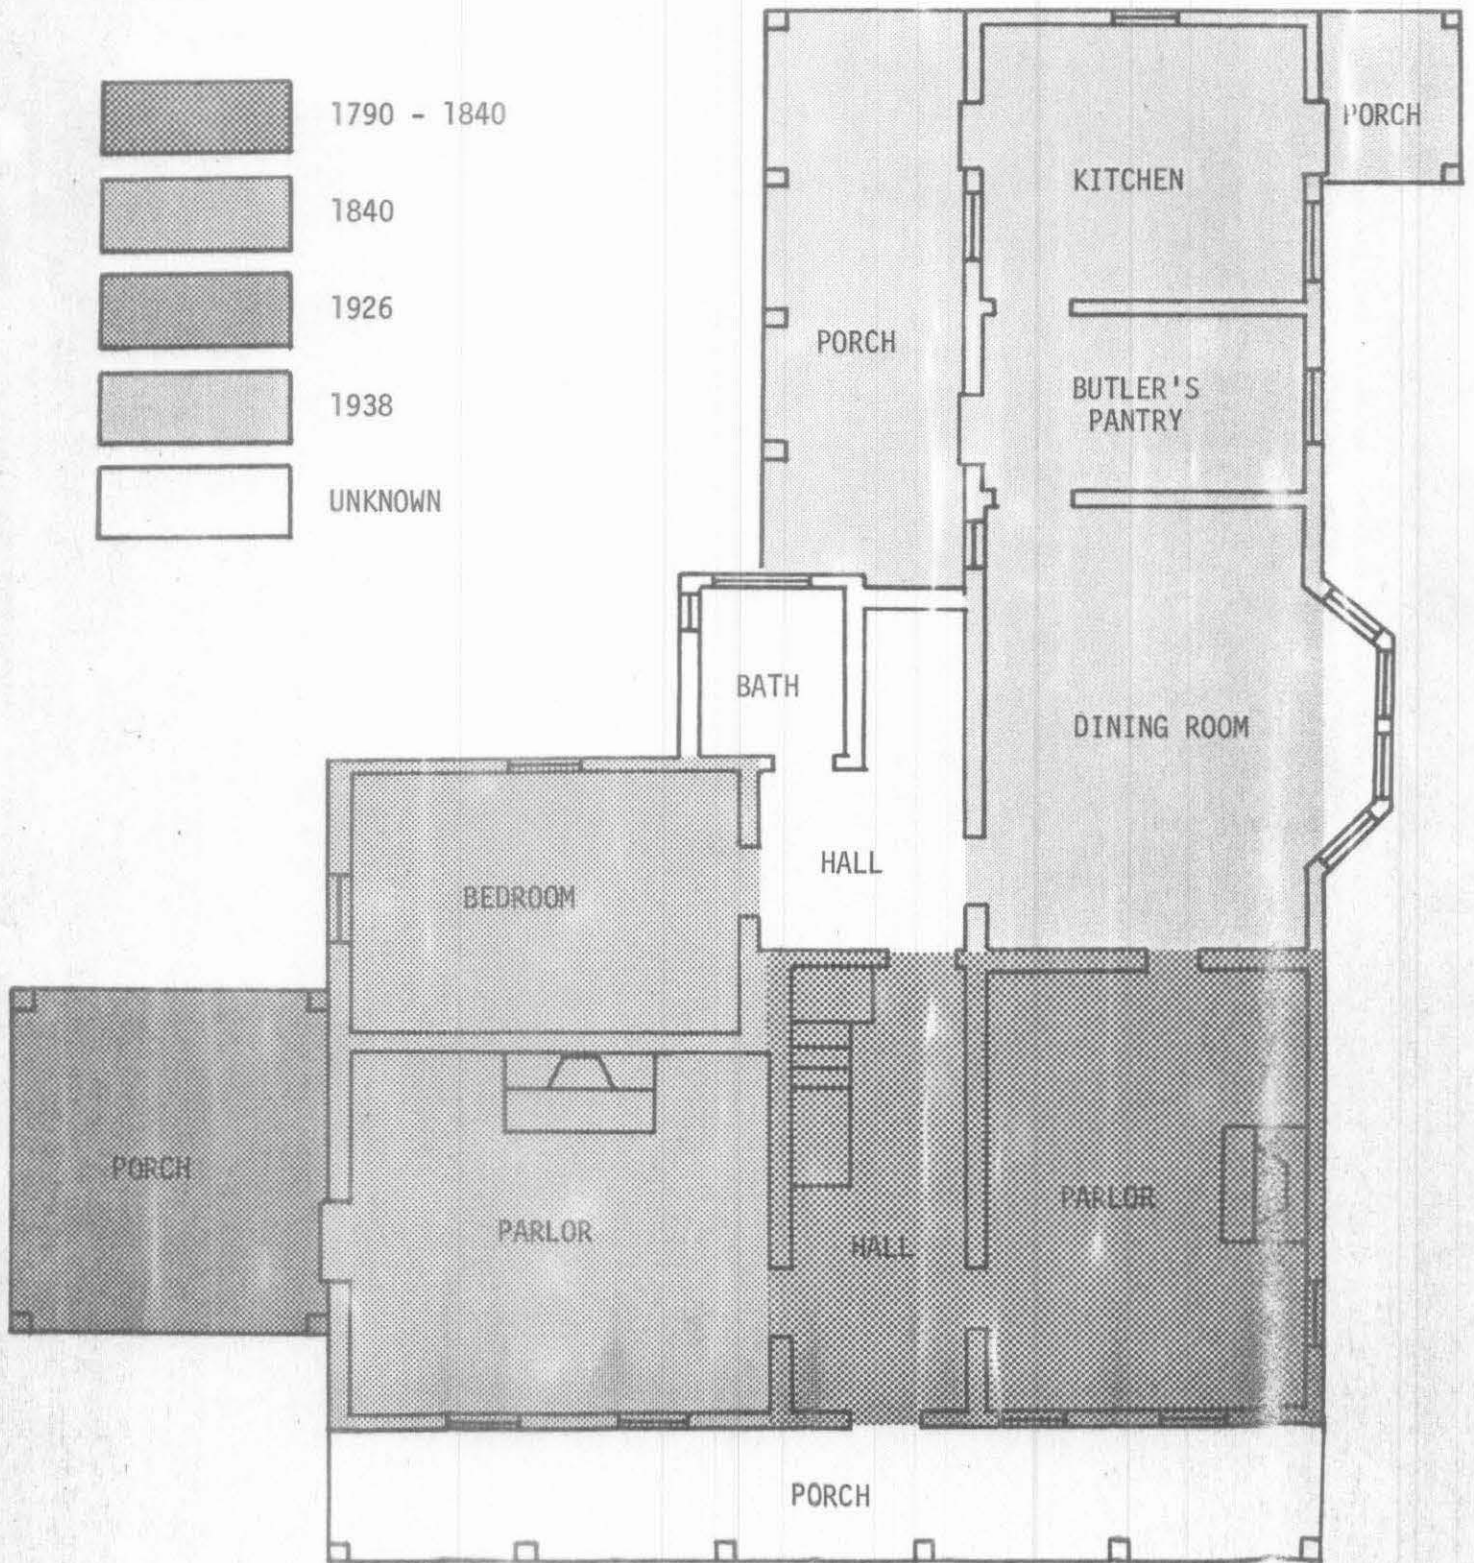 1790 - 1840
1840
1926
1938
UNKNOWN
PORCH
KITCHEN
PORCH
BUTLER'S
PANTRY
BATH
DINING ROOM
HALL
BEDROOM
PORCH
PARLOR
HALL
PARLOR
PORCH